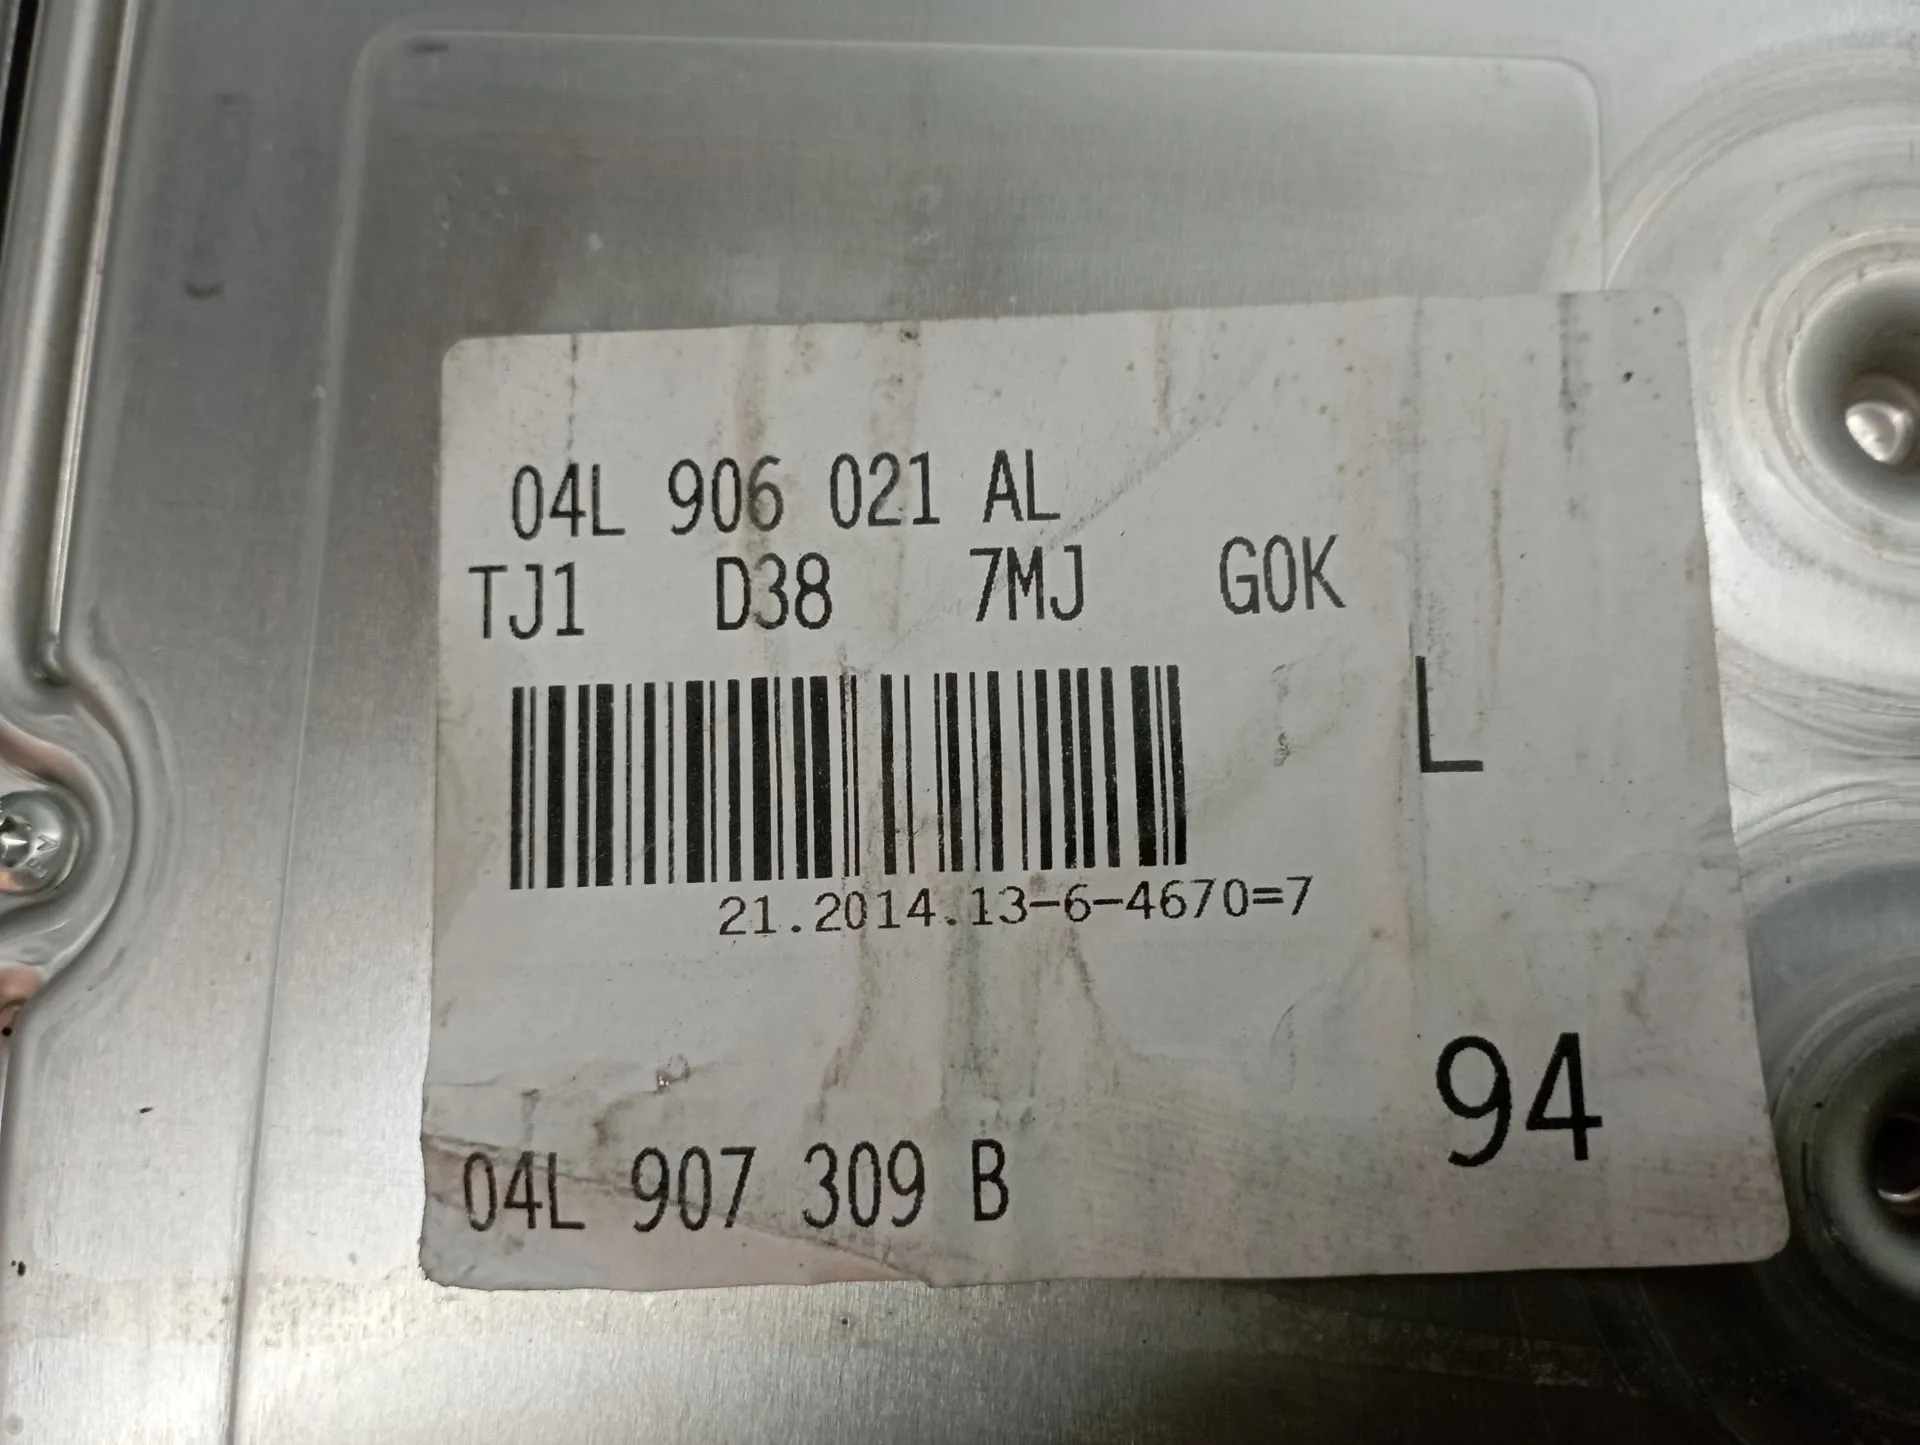 04L 906 021 AL
TJ1 D38 7MJ G0K
L
21.2014.13-6-4670=7
94
04L 907 309 B